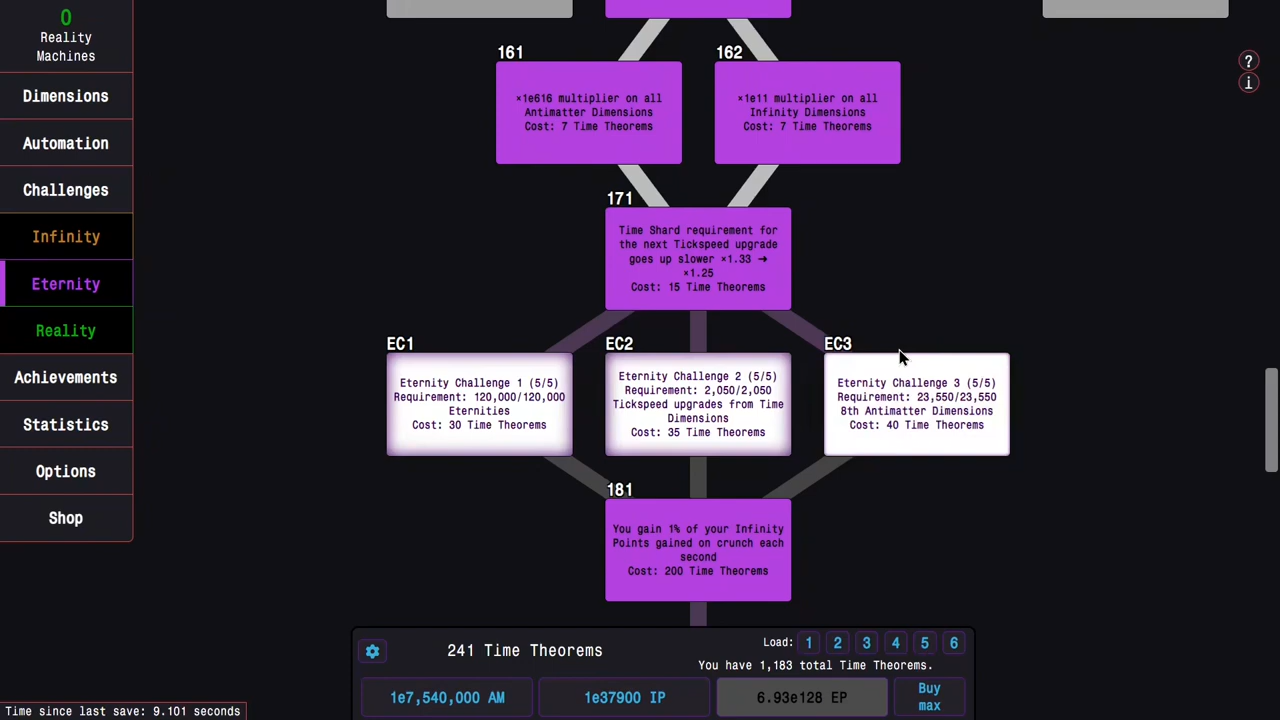 0
Reality
Machines
Dimensions
Automation
Challenges
Infinity
Eternity
Reality
Achievements
Statistics
Options
Shop
Time since last save: 9.101 seconds
?
i
161
×1e616 multiplier on all
Antimatter Dimensions
Cost: 7 Time Theorems
162
×1e11 multiplier on all
Infinity Dimensions
Cost: 7 Time Theorems
171
Time Shard requirement for
the next Tickspeed upgrade
goes up slower ×1.33 ➜
×1.25
Cost: 15 Time Theorems
EC1
Eternity Challenge 1 (5/5)
Requirement: 120,000/120,000
Eternities
Cost: 30 Time Theorems
EC2
Eternity Challenge 2 (5/5)
Requirement: 2,050/2,050
Tickspeed upgrades from Time
Dimensions
Cost: 35 Time Theorems
EC3
Eternity Challenge 3 (5/5)
Requirement: 23,550/23,550
8th Antimatter Dimensions
Cost: 40 Time Theorems
181
You gain 1% of your Infinity
Points gained on crunch each
second
Cost: 200 Time Theorems
241 Time Theorems
Load: 1 2 3 4 5 6
You have 1,183 total Time Theorems.
1e7,540,000 AM
1e37900 IP
6.93e128 EP
Buy
max